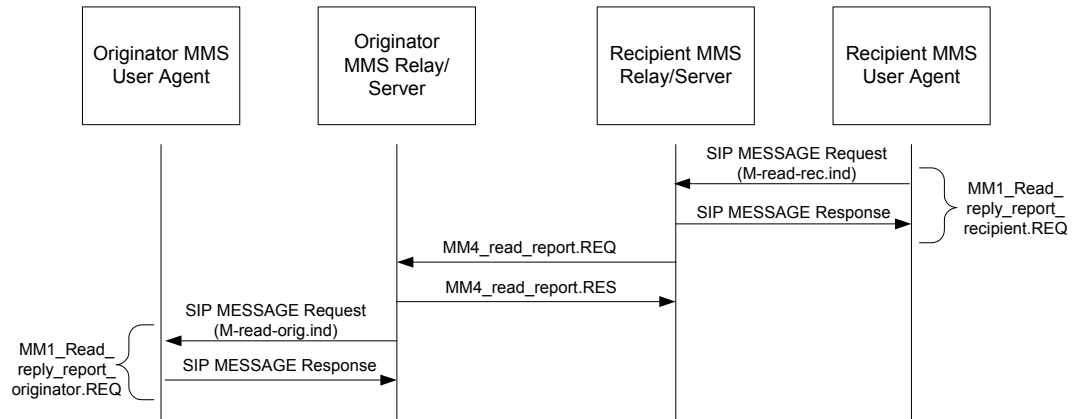 Originator MMS
User Agent
Originator
MMS Relay/
Server
Recipient MMS
Relay/Server
Recipient MMS
User Agent
SIP MESSAGE Request
(M-read-rec.ind)
MM1_Read_
reply_report_
recipient.REQ
SIP MESSAGE Response
MM4_read_report.REQ
MM4_read_report.RES
SIP MESSAGE Request
(M-read-orig.ind)
MM1_Read_
reply_report_
originator.REQ
SIP MESSAGE Response